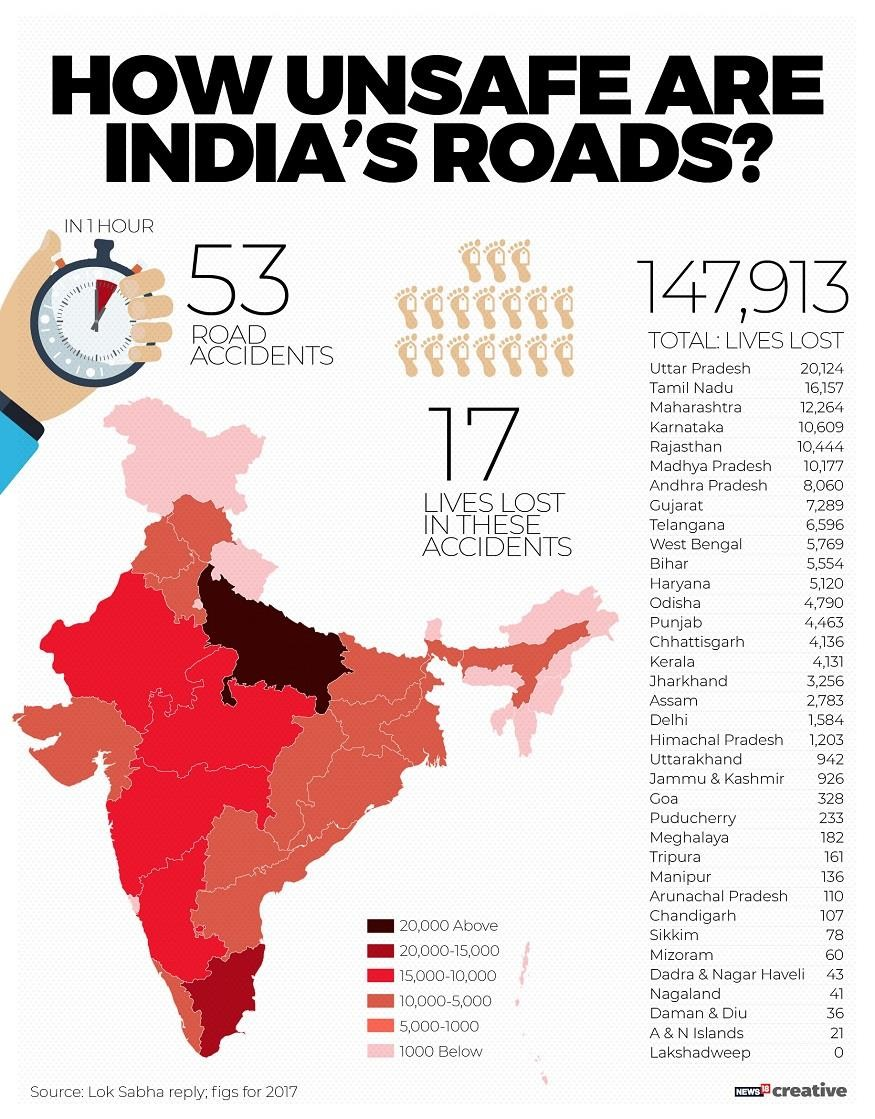 HOW UNSAFE ARE
INDIA'S ROADS?
IN 1 HOUR
53
ROAD
ACCIDENTS
17
LIVES LOST
IN THESE
ACCIDENTS
147,913
TOTAL: LIVES LOST
Uttar Pradesh 20,124
Tamil Nadu 16,157
Maharashtra 12,264
Karnataka 10,609
Rajasthan 10,444
Madhya Pradesh 10,177
Andhra Pradesh 8,060
Gujarat 7,289
Telangana 6,596
West Bengal 5,769
Bihar 5,554
Haryana 5,120
Odisha 4,790
Punjab 4,463
Chhattisgarh 4,136
Kerala 4,131
Jharkhand 3,256
Assam 2,783
Delhi 1,584
Himachal Pradesh 1,203
Uttarakhand 942
Jammu & Kashmir 926
Goa 328
Puducherry 233
Meghalaya 182
Tripura 161
Manipur 136
Arunachal Pradesh 110
Chandigarh 107
Sikkim 78
Mizoram 60
Dadra & Nagar Haveli 43
Nagaland 41
Daman & Diu 36
A & N Islands 21
Lakshadweep 0
20,000 Above
20,000-15,000
15,000-10,000
10,000-5,000
5,000-1000
1000 Below
Source: Lok Sabha reply; figs for 2017
NEWS18 creative